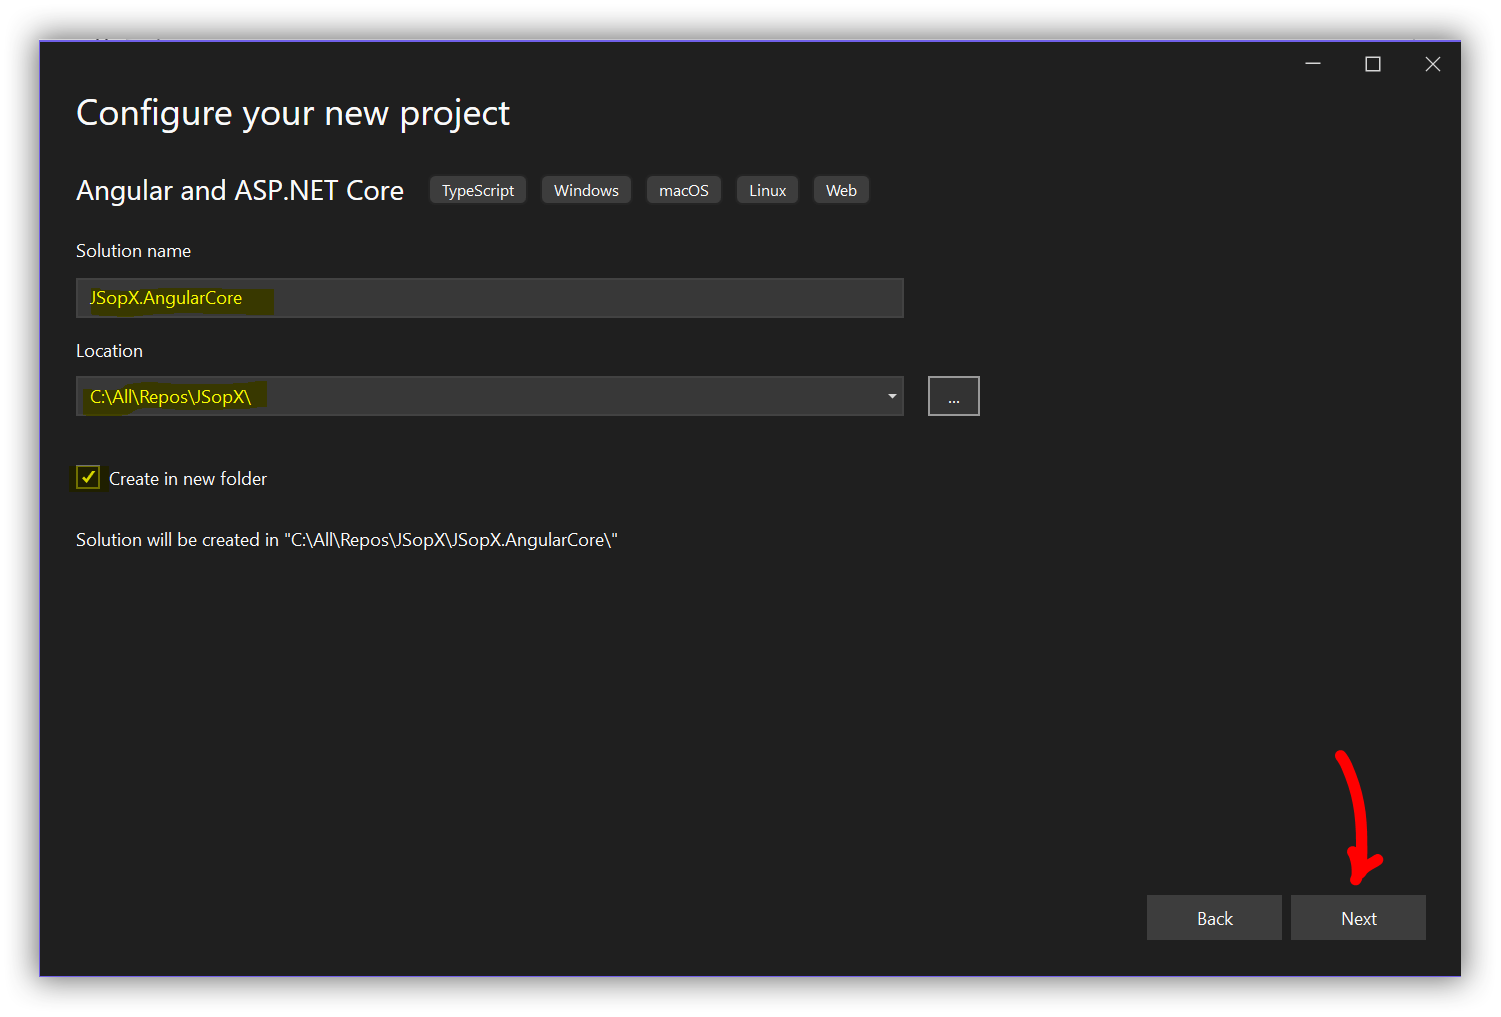 Configure your new project
Angular and ASP.NET Core TypeScript Windows macOS Linux Web
Solution name
JSopX.AngularCore
Location
C:\All\Repos\JSopX\
...
Create in new folder
Solution will be created in "C:\All\Repos\JSopX\JSopX.AngularCore\"
Back Next